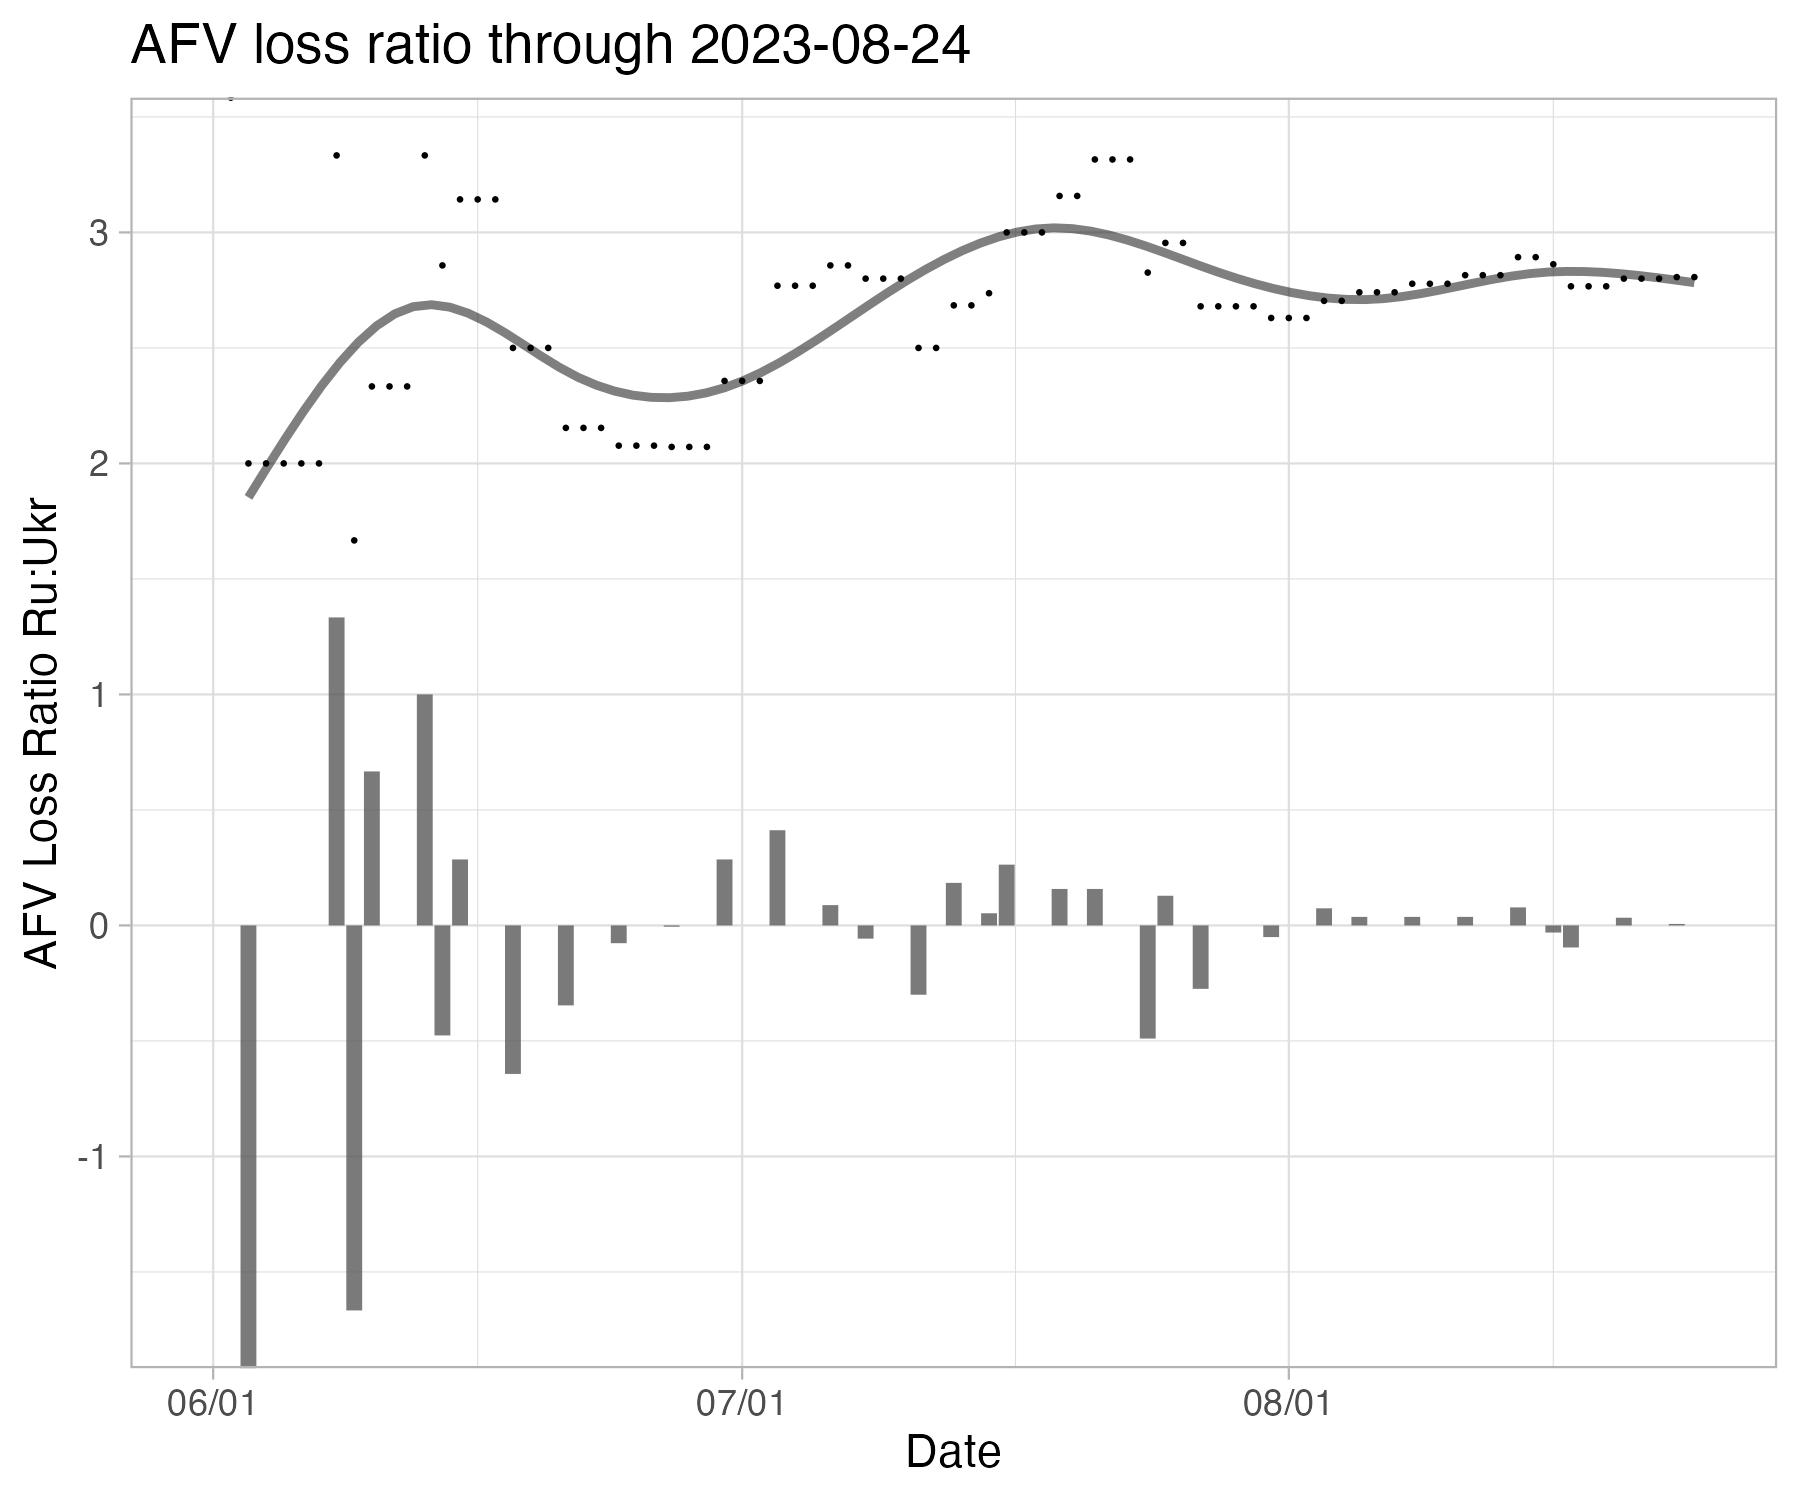 AFV loss ratio through 2023-08-24
AFV Loss Ratio Ru:Ukr
3
2
1
0
-1
06/01
07/01
08/01
Date